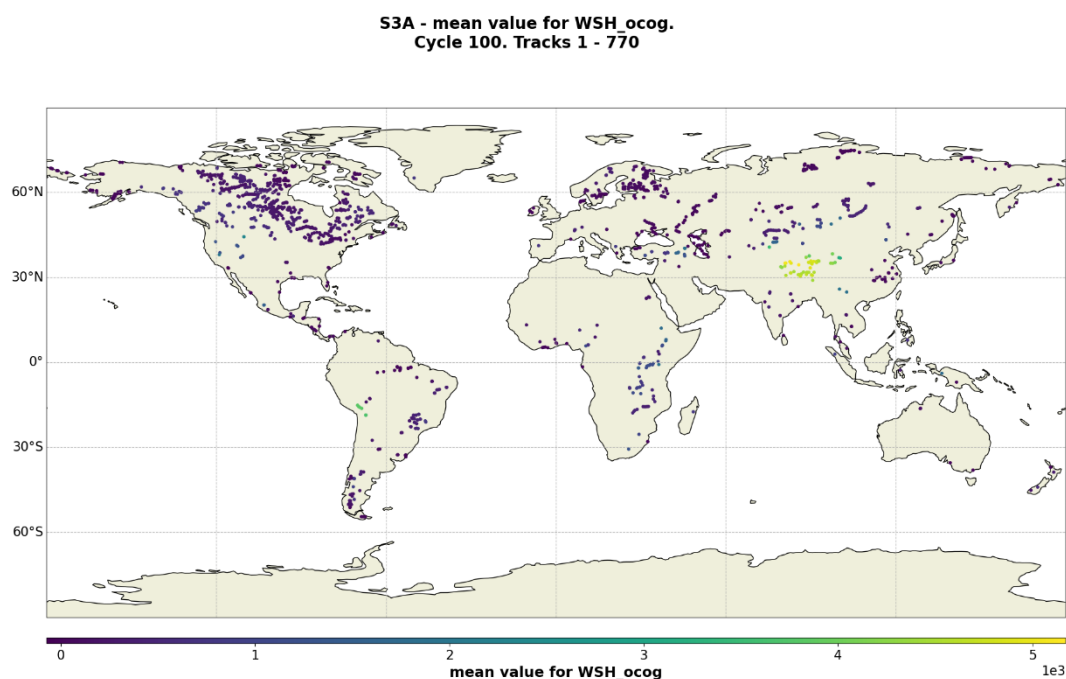 S3A - mean value for WSH_ocog.
Cycle 100. Tracks 1 - 770
60°N
30°N
0°
30°S
60°S
0 1 2 3 4 5
1e3
mean value for WSH_ocog